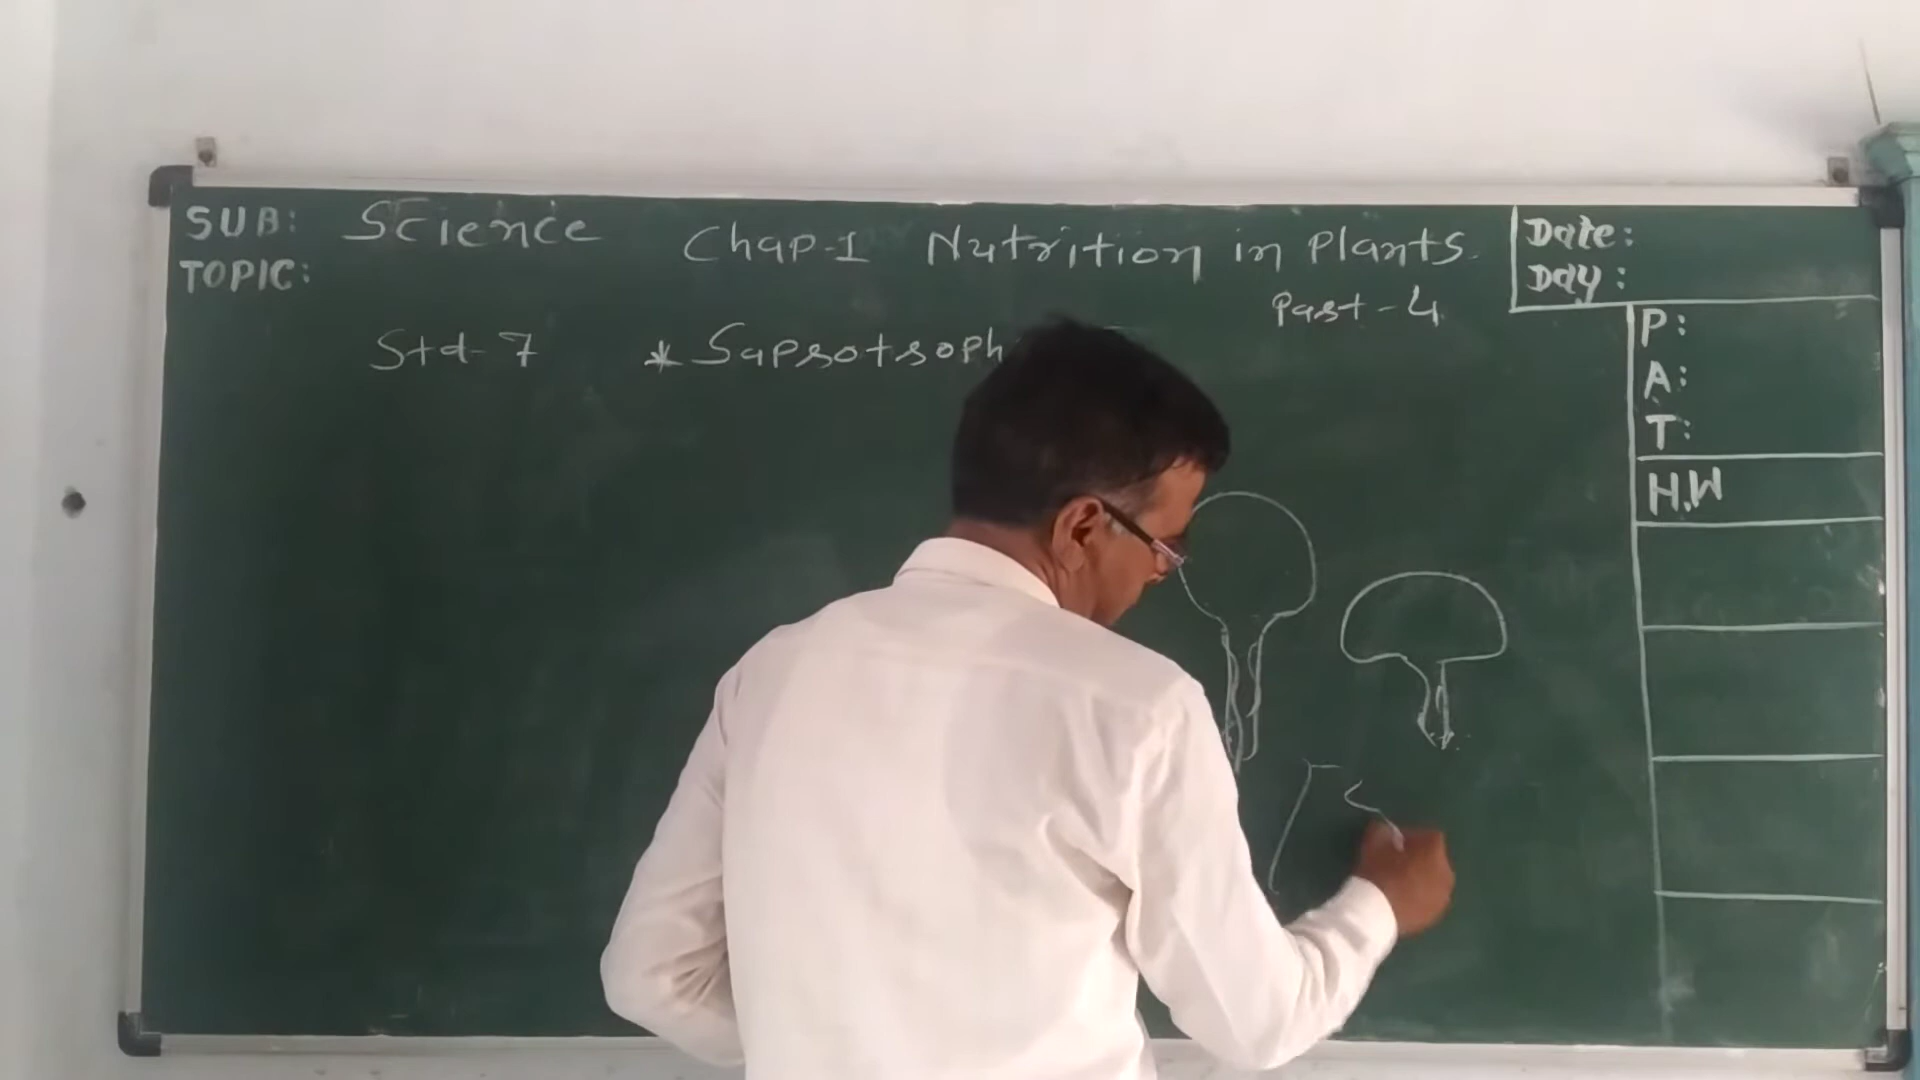 SUB: Science Chap-1 Nutrition in Plants.
TOPIC:
Part-4
Std-7 * Saprotroph
Date:
Day:
P:
A:
T:
H.W